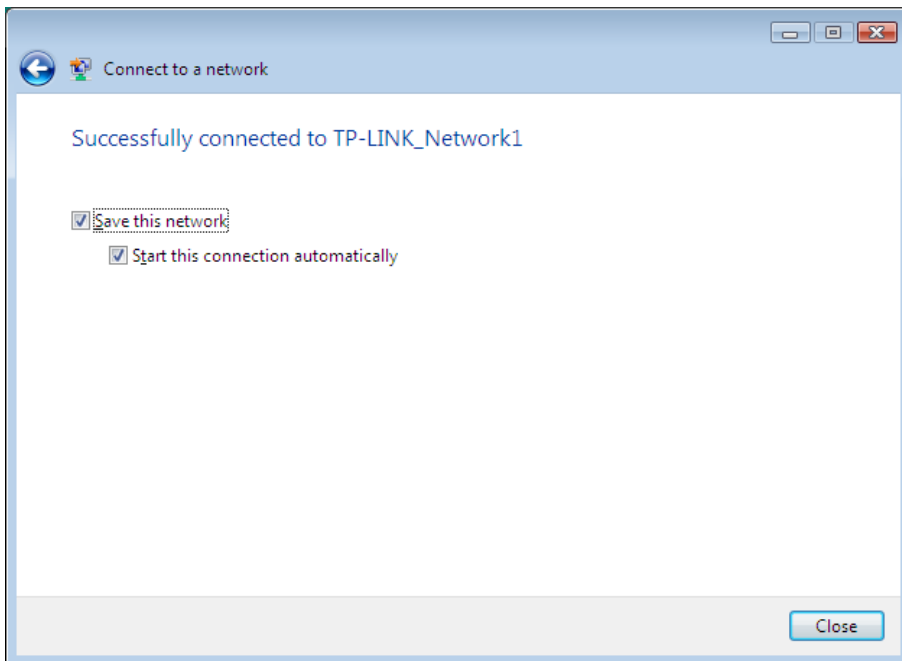 Connect to a network
Successfully connected to TP-LINK_Network1
Save this network
Start this connection automatically
Close